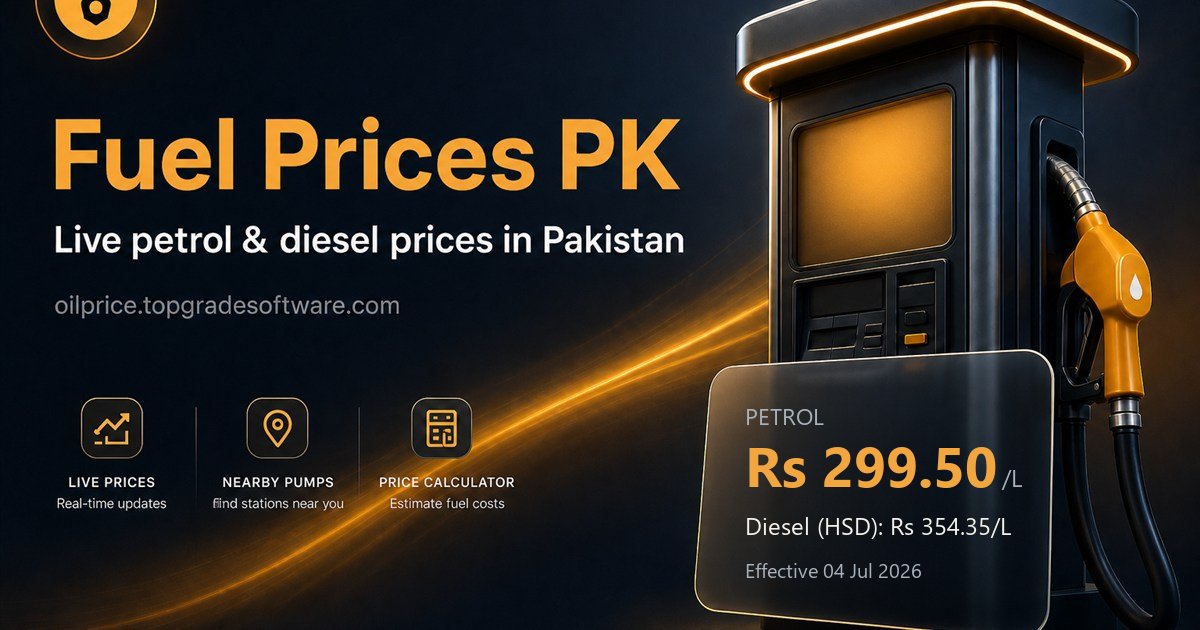 Fuel Prices PK
Live petrol & diesel prices in Pakistan
oilprice.topgradesoftware.com
LIVE PRICES
Real-time updates
NEARBY PUMPS
find stations near you
PRICE CALCULATOR
Estimate fuel costs
PETROL
Rs 299.50 /L
Diesel (HSD): Rs 354.35/L
Effective 04 Jul 2026